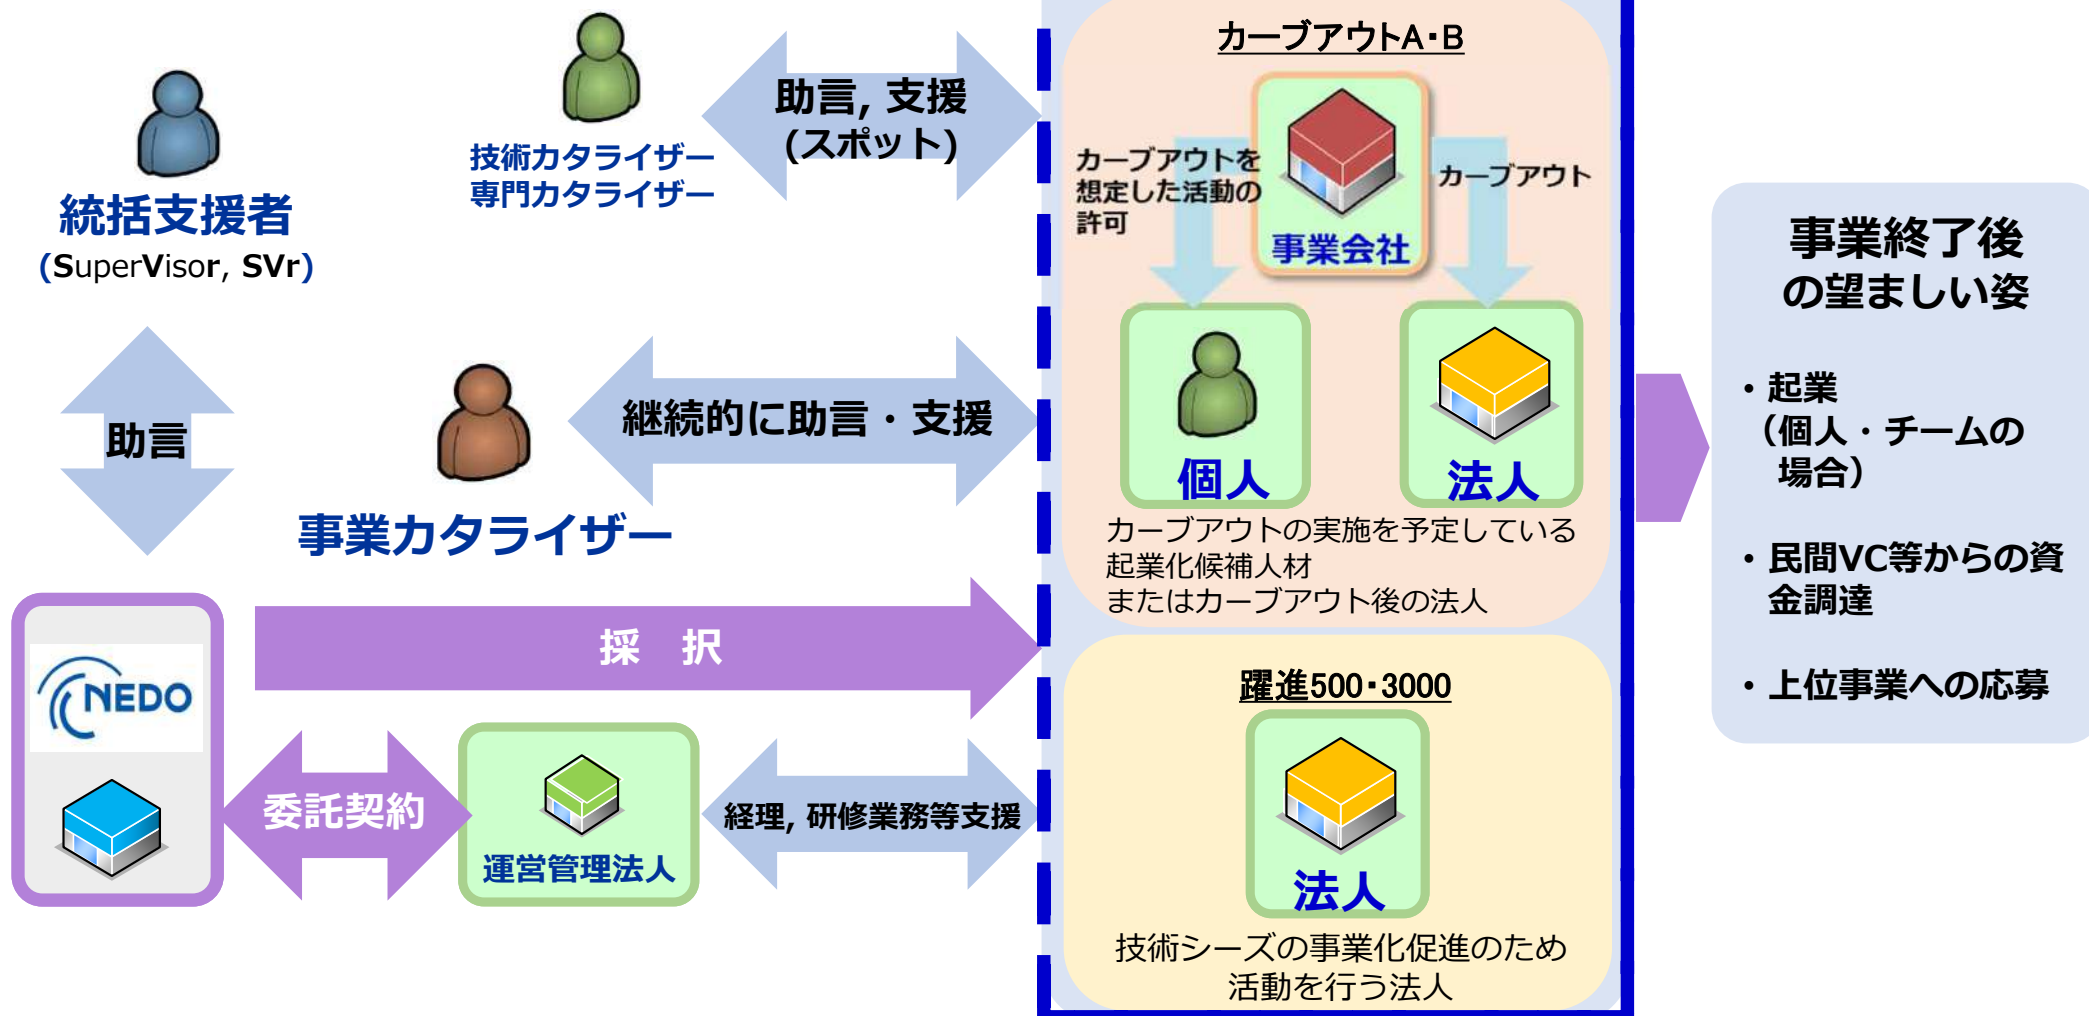 統括支援者
(SuperVisor, SVr)
技術カタライザー
専門カタライザー
助言, 支援
(スポット)
助言
事業カタライザー
継続的に助言・支援
採　択
NEDO
委託契約
運営管理法人
経理, 研修業務等支援
カーブアウトA・B
カーブアウトを
想定した活動の
許可
事業会社
カーブアウト
個人
法人
カーブアウトの実施を予定している
起業化候補人材
またはカーブアウト後の法人
躍進500・3000
法人
技術シーズの事業化促進のため
活動を行う法人
事業終了後
の望ましい姿
・起業
（個人・チームの
場合）
・民間VC等からの資
金調達
・上位事業への応募